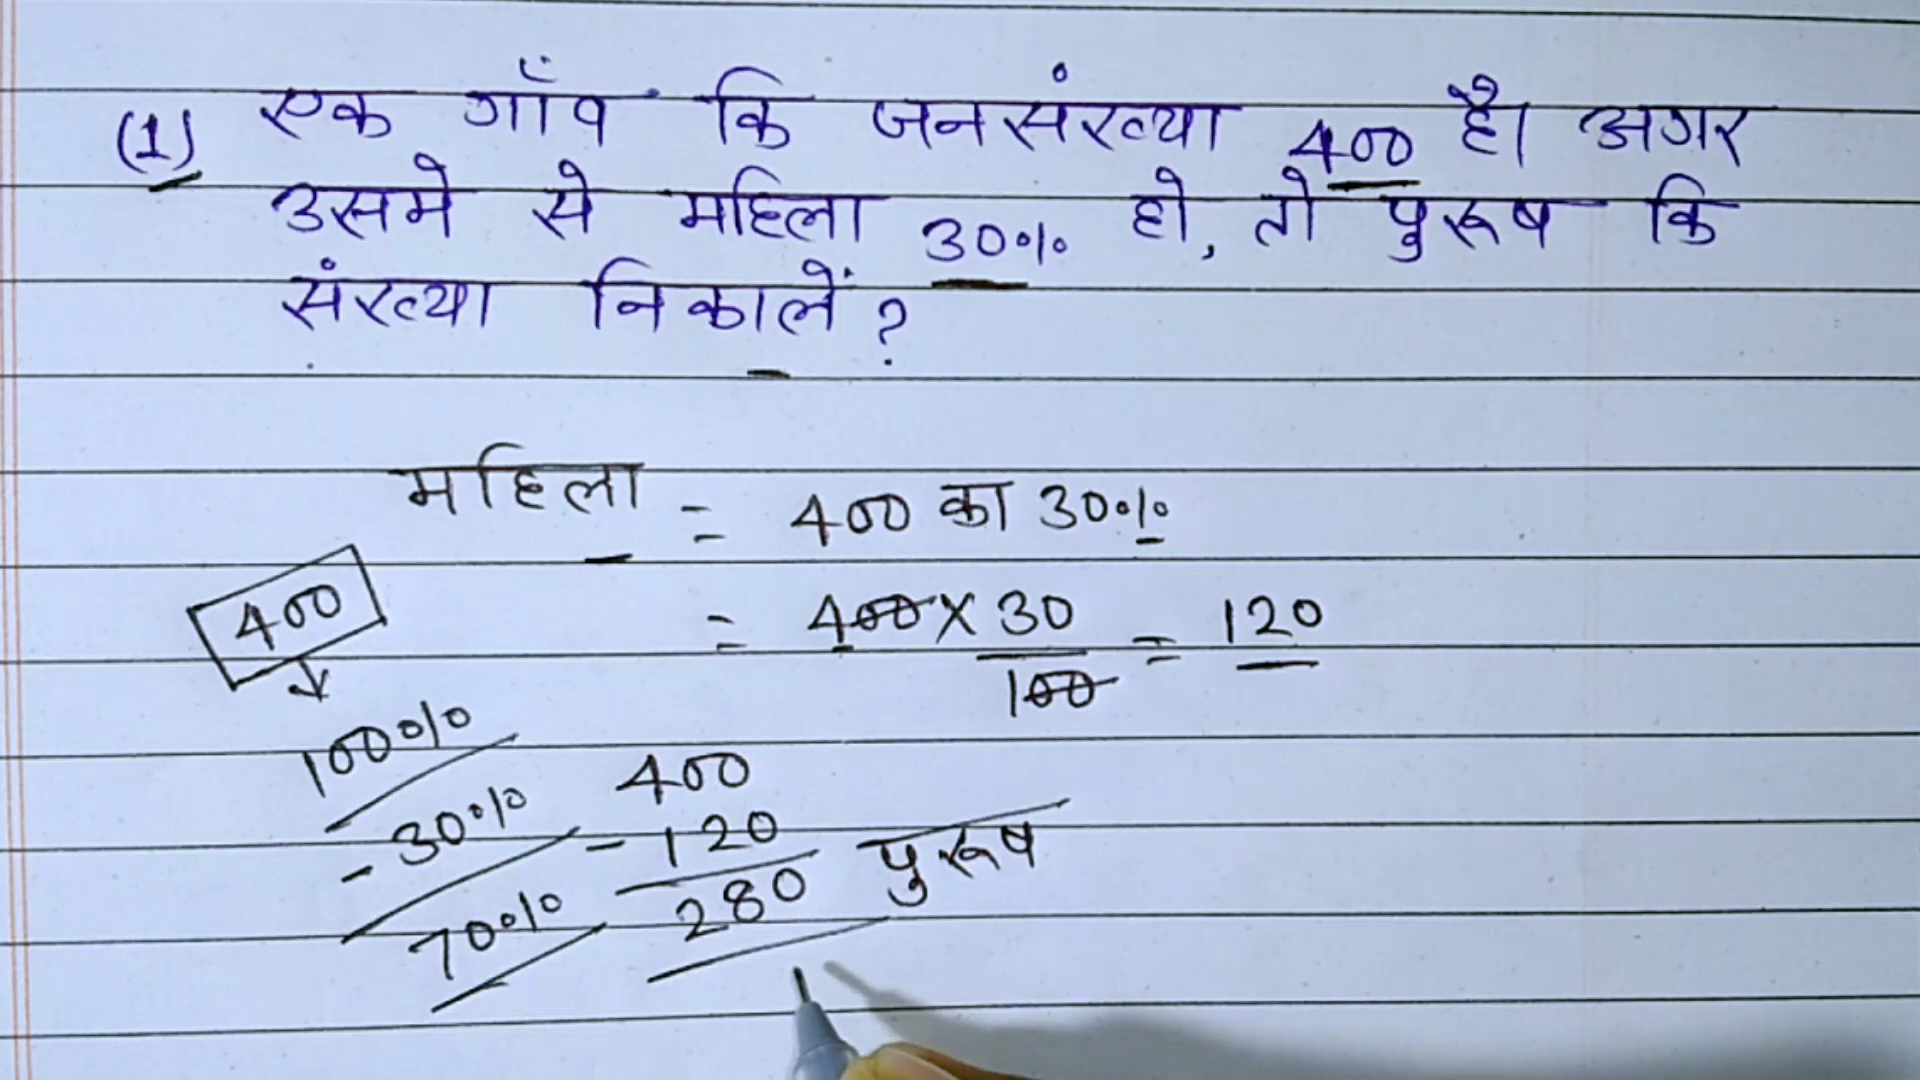 (1) एक गाँव कि जनसंख्या 400 है। अगर
उसमे से महिला 30% हो, तो पुरूष कि
संख्या निकालें ?
महिला = 400 का 30%
= 400 x 30 / 100 = 120
400
100%
- 30%
70%
400
- 120
280 पुरूष